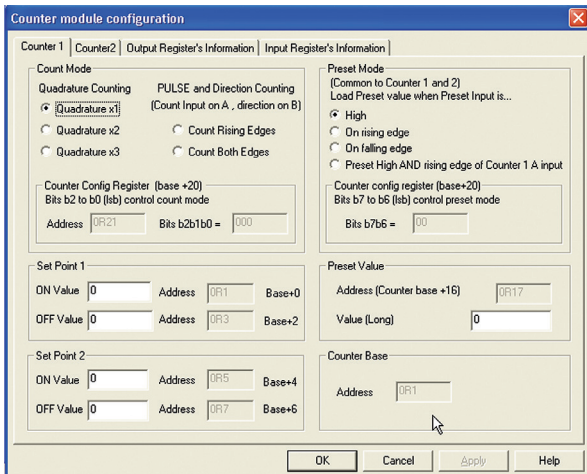 Counter module configuration
Counter 1 Counter2 Output Register's Information Input Register's Information
Count Mode
Quadrature Counting
Quadrature x1
Quadrature x2
Quadrature x3
PULSE and Direction Counting
(Count Input on A , direction on B)
Count Rising Edges
Count Both Edges
Counter Config Register (base +20)
Bits b2 to b0 (lsb) control count mode
Address 0R21 Bits b2b1b0 = 000
Preset Mode
(Common to Counter 1 and 2)
Load Preset value when Preset Input is...
High
On rising edge
On falling edge
Preset High AND rising edge of Counter 1 A input
Counter config register (base+20)
Bits b7 to b6 (lsb) control preset mode
Bits b7b6 = 00
Set Point 1
ON Value 0 Address 0R1 Base+0
OFF Value 0 Address 0R3 Base+2
Preset Value
Address (Counter base +16) 0R17
Value (Long) 0
Set Point 2
ON Value 0 Address 0R5 Base+4
OFF Value 0 Address 0R7 Base+6
Counter Base
Address 0R1
OK Cancel Apply Help